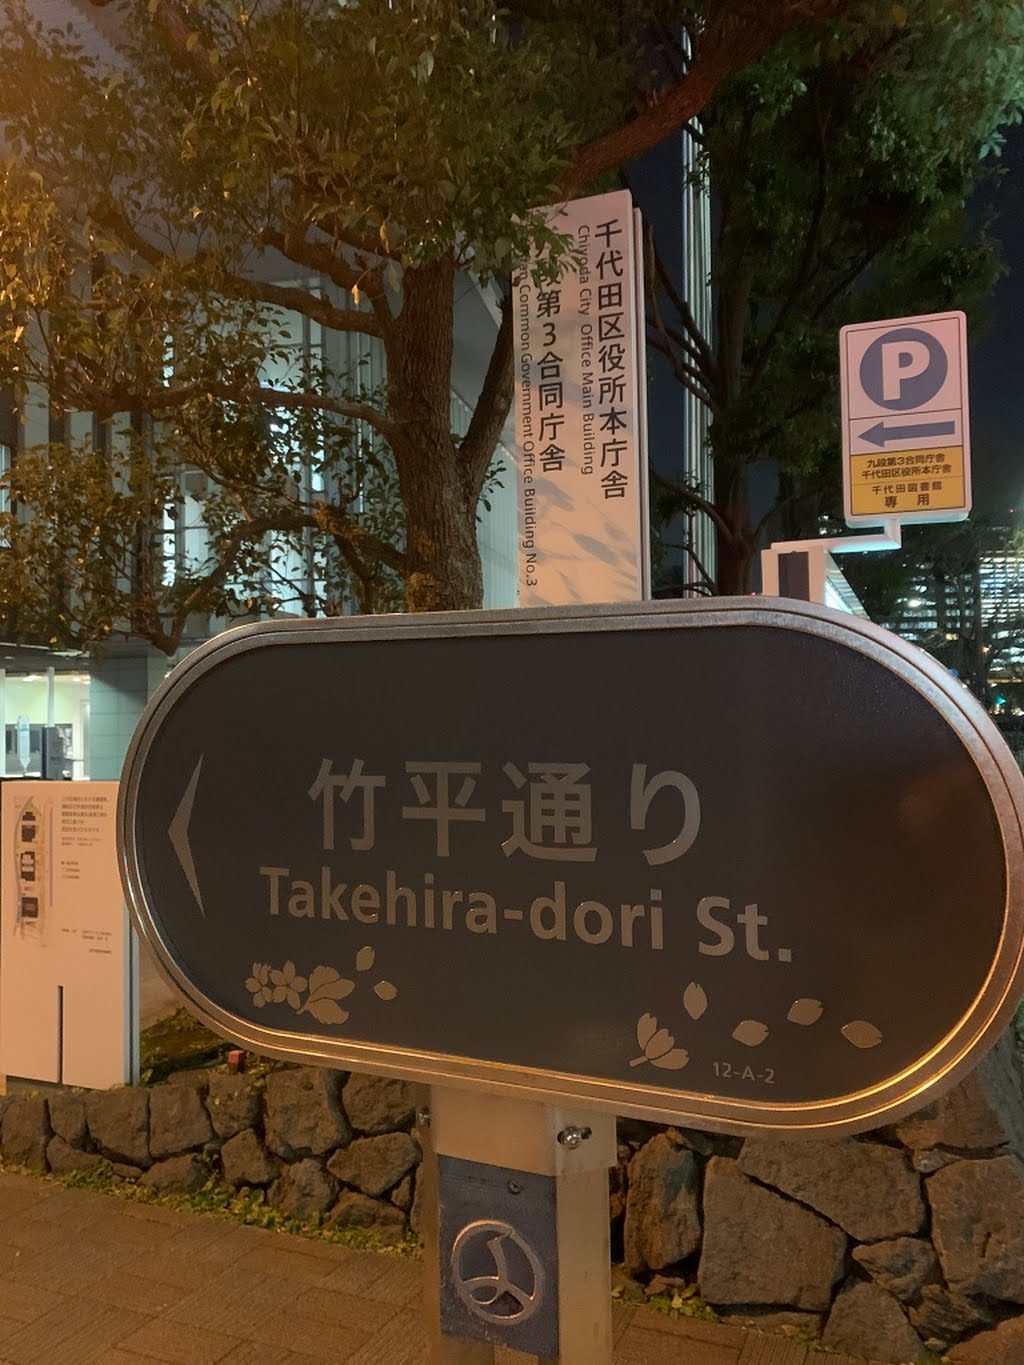 千代田区役所本庁舎
Chiyoda City Office Main Building
段第3合同庁舎
Common Government Office Building No.3
P
九段第3合同庁舎
千代田区役所本庁舎
千代田図書館
専用
竹平通り
Takehira-dori St.
12-A-2